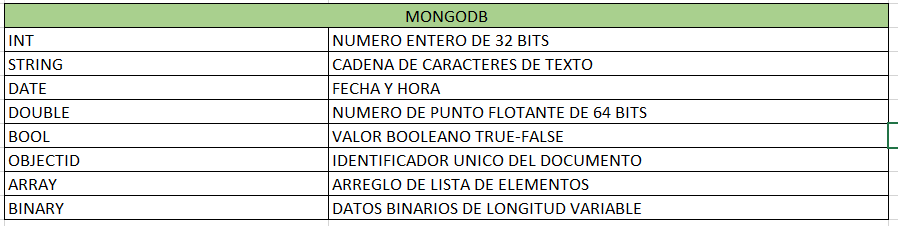 MONGODB
INT NUMERO ENTERO DE 32 BITS
STRING CADENA DE CARACTERES DE TEXTO
DATE FECHA Y HORA
DOUBLE NUMERO DE PUNTO FLOTANTE DE 64 BITS
BOOL VALOR BOOLEANO TRUE-FALSE
OBJECTID IDENTIFICADOR UNICO DEL DOCUMENTO
ARRAY ARREGLO DE LISTA DE ELEMENTOS
BINARY DATOS BINARIOS DE LONGITUD VARIABLE